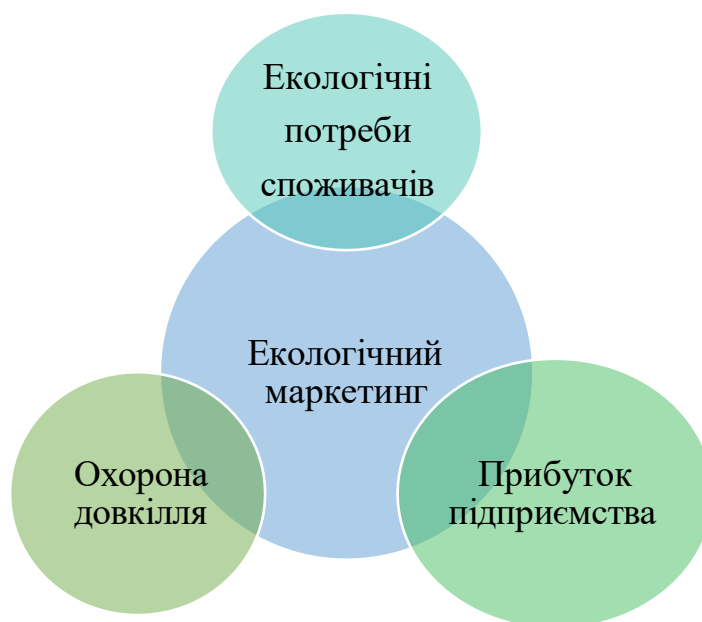 Екологічні
потреби
споживачів
Екологічний
маркетинг
Охорона
довкілля
Прибуток
підприємства